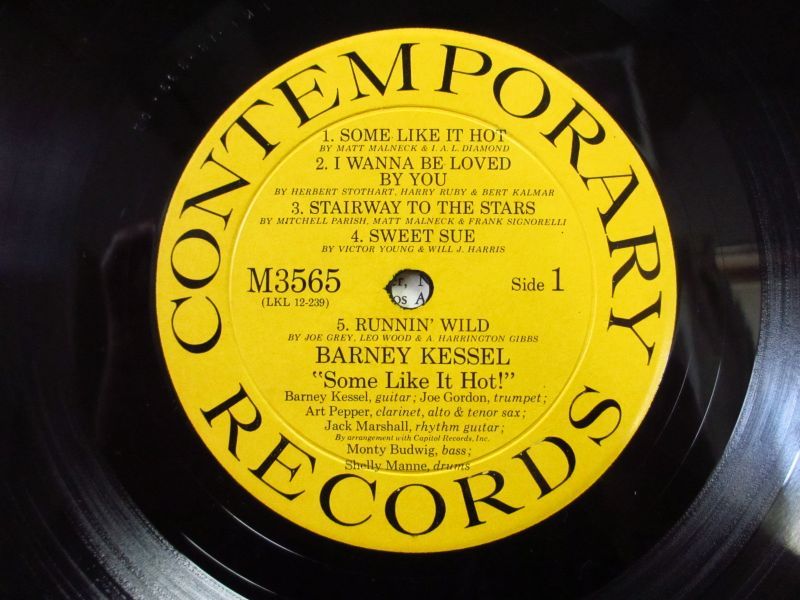 CONTEMPORARY RECORDS
1. SOME LIKE IT HOT
BY MATT MALNECK & I. A. L. DIAMOND
2. I WANNA BE LOVED
BY YOU
BY HERBERT STOTHART, HARRY RUBY & BERT KALMAR
3. STAIRWAY TO THE STARS
BY MITCHELL PARISH, MATT MALNECK & FRANK SIGNORELLI
4. SWEET SUE
BY VICTOR YOUNG & WILL J. HARRIS
M3565
(LKL 12-239)
Side 1
5. RUNNIN' WILD
BY JOE GREY, LEO WOOD & A. HARRINGTON GIBBS
BARNEY KESSEL
"Some Like It Hot!"
Barney Kessel, guitar; Joe Gordon, trumpet;
Art Pepper, clarinet, alto & tenor sax;
Jack Marshall, rhythm guitar;
By arrangement with Capitol Records, Inc.
Monty Budwig, bass;
Shelly Manne, drums